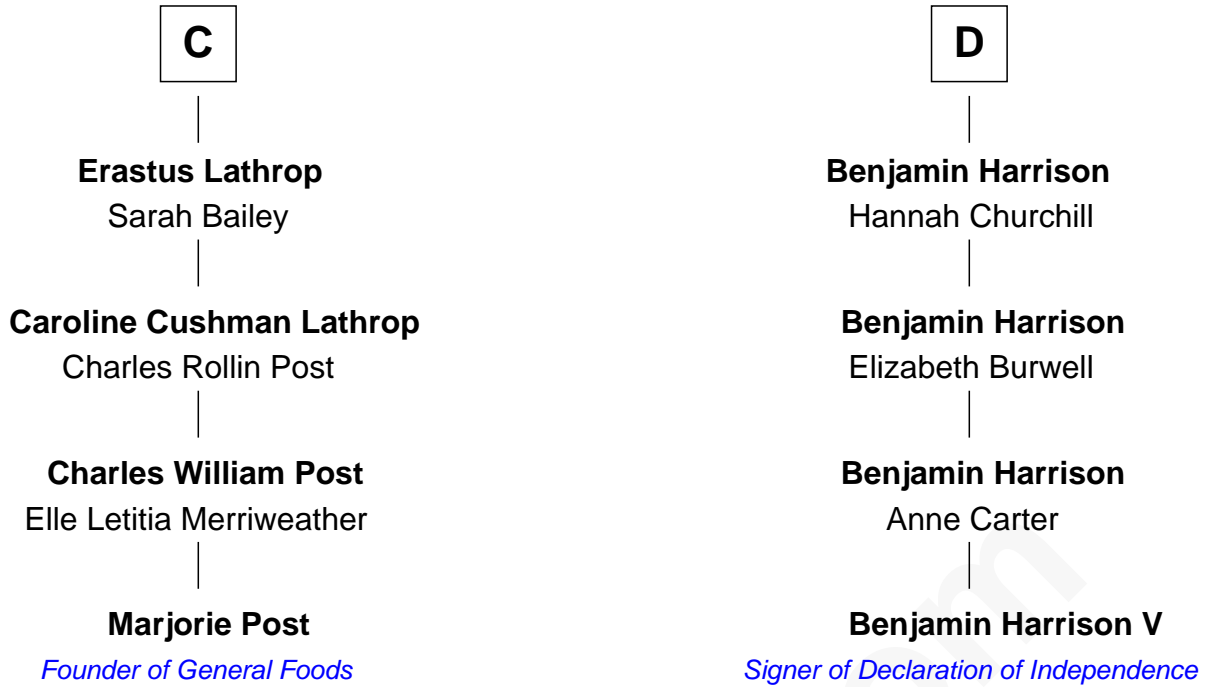 C
Erastus Lathrop
Sarah Bailey
Caroline Cushman Lathrop
Charles Rollin Post
Charles William Post
Elle Letitia Merriweather
Marjorie Post
Founder of General Foods
D
Benjamin Harrison
Hannah Churchill
Benjamin Harrison
Elizabeth Burwell
Benjamin Harrison
Anne Carter
Benjamin Harrison V
Signer of Declaration of Independence